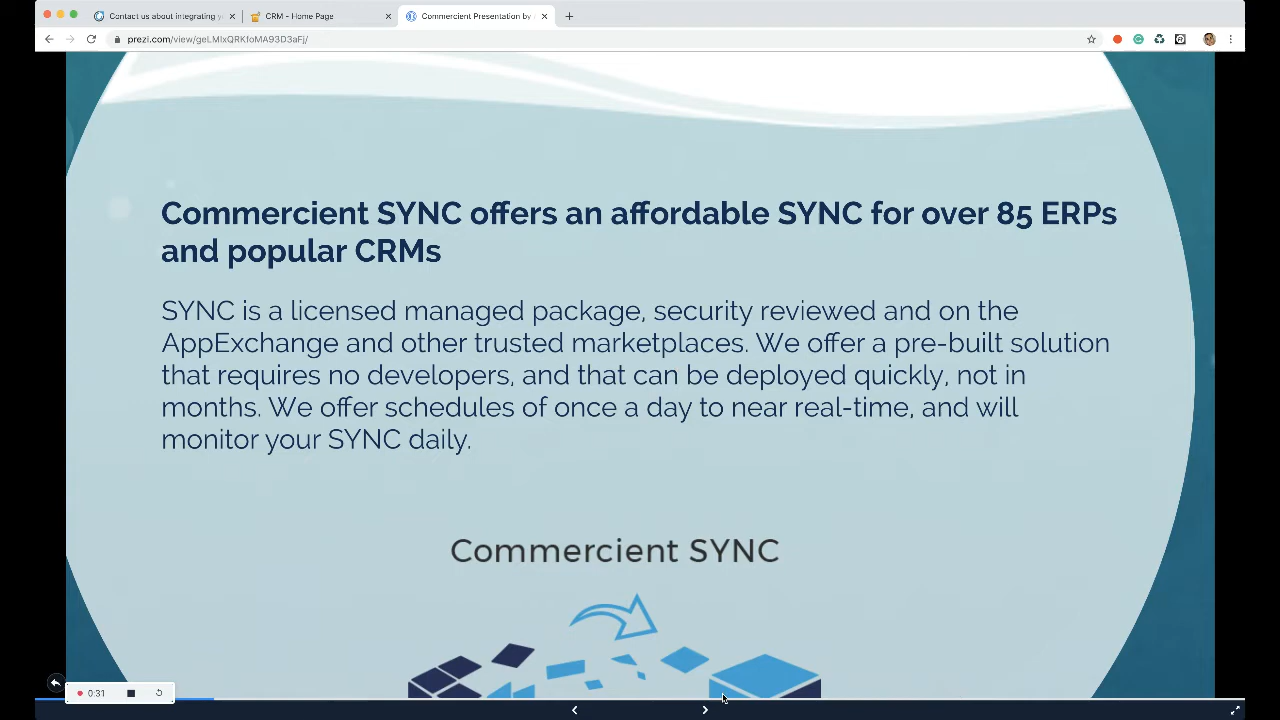 Contact us about integrating y
CRM - Home Page
Commercient Presentation by
prezi.com/view/geLMIxQRKfoMA93D3aFj/
Commercient SYNC offers an affordable SYNC for over 85 ERPs
and popular CRMs
SYNC is a licensed managed package, security reviewed and on the
AppExchange and other trusted marketplaces. We offer a pre-built solution
that requires no developers, and that can be deployed quickly, not in
months. We offer schedules of once a day to near real-time, and will
monitor your SYNC daily.
Commercient SYNC
0:31